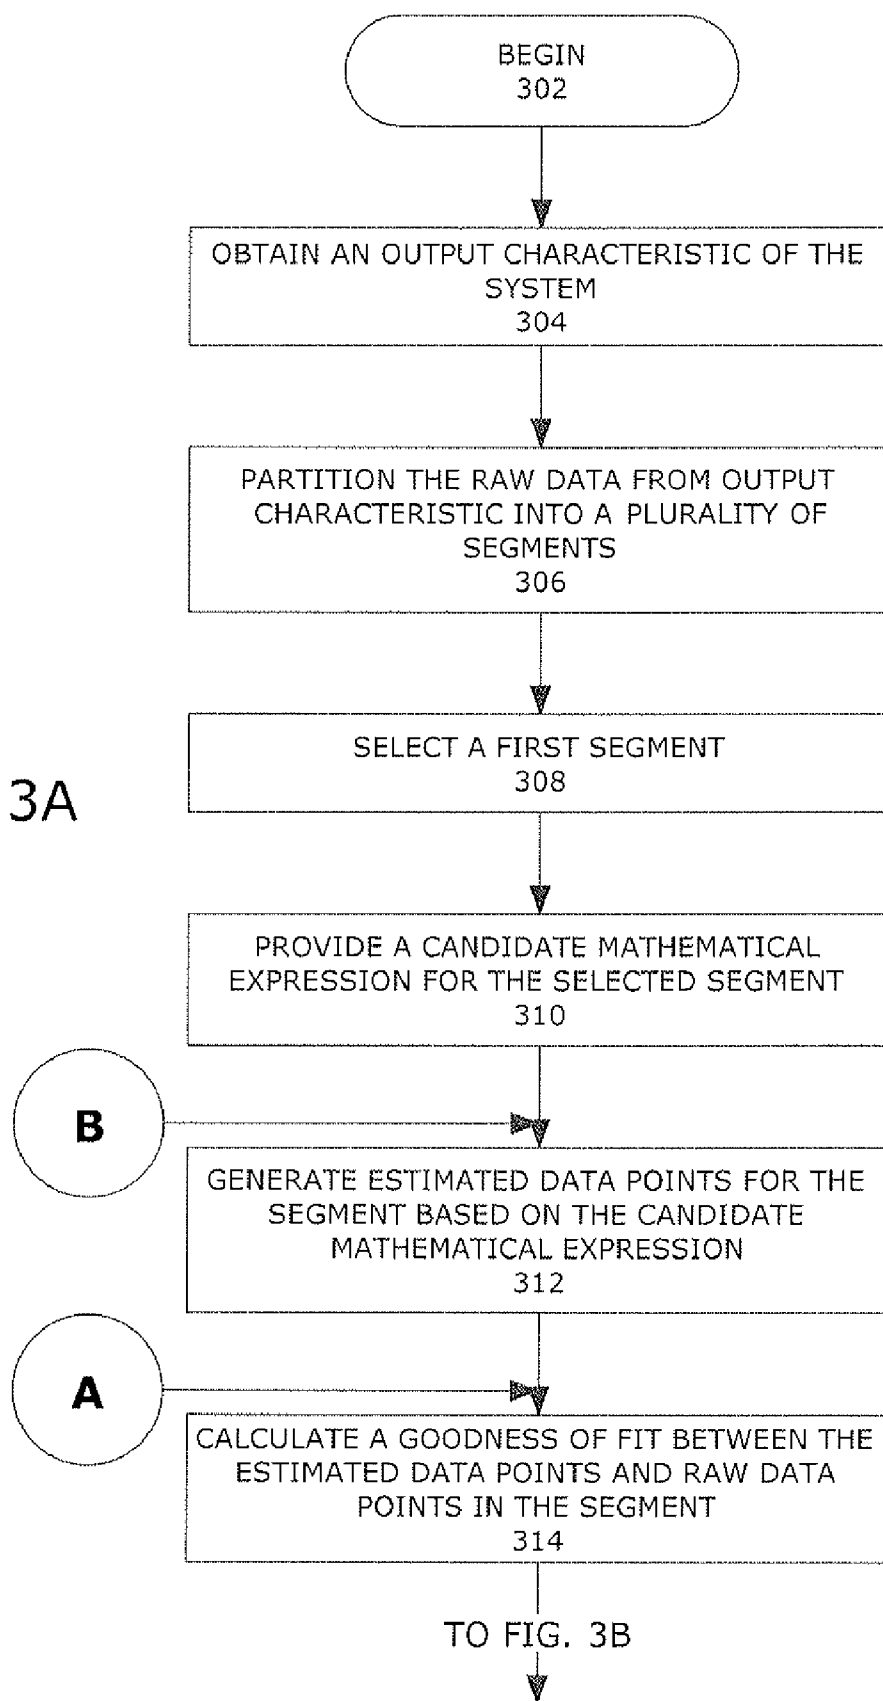 BEGIN
302
OBTAIN AN OUTPUT CHARACTERISTIC OF THE
SYSTEM
304
PARTITION THE RAW DATA FROM OUTPUT
CHARACTERISTIC INTO A PLURALITY OF
SEGMENTS
306
SELECT A FIRST SEGMENT
308
3A
PROVIDE A CANDIDATE MATHEMATICAL
EXPRESSION FOR THE SELECTED SEGMENT
310
B
GENERATE ESTIMATED DATA POINTS FOR THE
SEGMENT BASED ON THE CANDIDATE
MATHEMATICAL EXPRESSION
312
A
CALCULATE A GOODNESS OF FIT BETWEEN THE
ESTIMATED DATA POINTS AND RAW DATA
POINTS IN THE SEGMENT
314
TO FIG. 3B